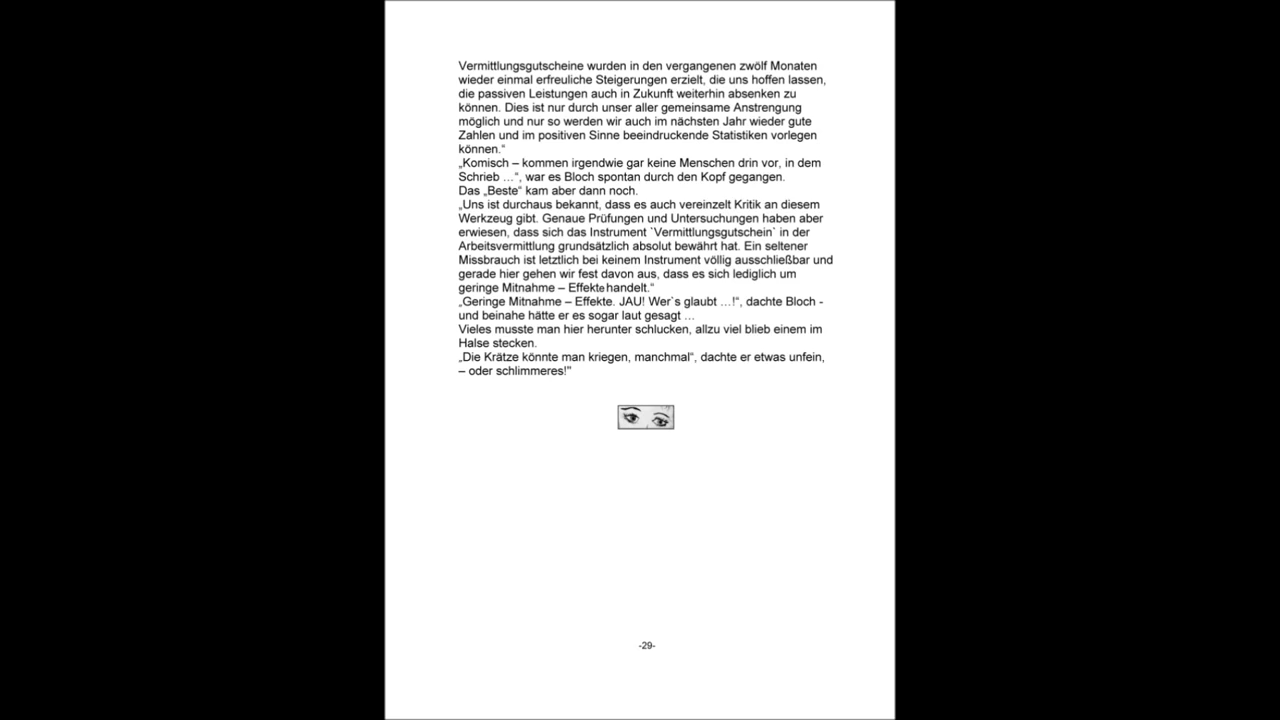 Vermittlungsgutscheine wurden in den vergangenen zwölf Monaten
wieder einmal erfreuliche Steigerungen erzielt, die uns hoffen lassen,
die passiven Leistungen auch in Zukunft weiterhin absenken zu
können. Dies ist nur durch unser aller gemeinsame Anstrengung
möglich und nur so werden wir auch im nächsten Jahr wieder gute
Zahlen und im positiven Sinne beeindruckende Statistiken vorlegen
können.“
„Komisch – kommen irgendwie gar keine Menschen drin vor, in dem
Schrieb …“, war es Bloch spontan durch den Kopf gegangen.
Das „Beste“ kam aber dann noch.
„Uns ist durchaus bekannt, dass es auch vereinzelt Kritik an diesem
Werkzeug gibt. Genaue Prüfungen und Untersuchungen haben aber
erwiesen, dass sich das Instrument `Vermittlungsgutschein` in der
Arbeitsvermittlung grundsätzlich absolut bewährt hat. Ein seltener
Missbrauch ist letztlich bei keinem Instrument völlig ausschließbar und
gerade hier gehen wir fest davon aus, dass es sich lediglich um
geringe Mitnahme – Effekte handelt.“
„Geringe Mitnahme – Effekte. JAU! Wer`s glaubt …!“, dachte Bloch -
und beinahe hätte er es sogar laut gesagt …
Vieles musste man hier herunter schlucken, allzu viel blieb einem im
Halse stecken.
„Die Krätze könnte man kriegen, manchmal“, dachte er etwas unfein,
– oder schlimmeres!"
-29-